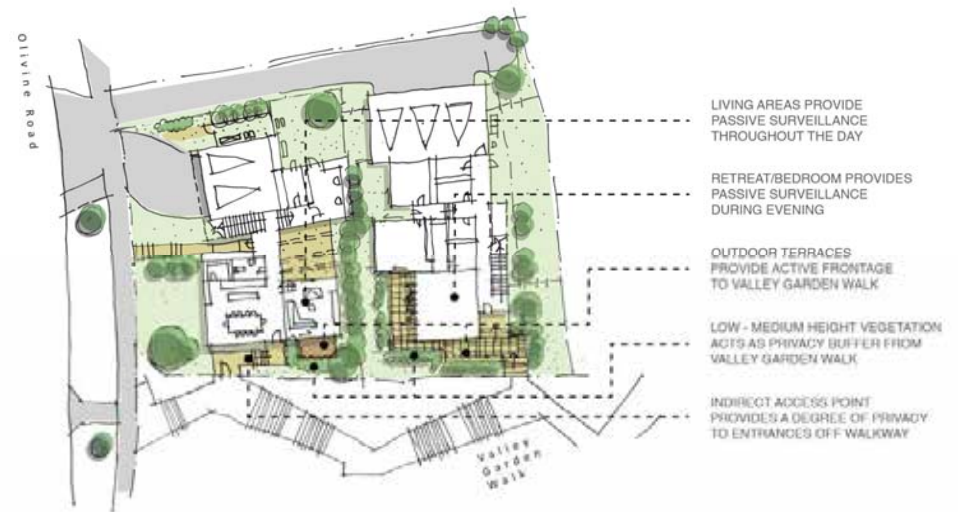 Olivine Road
LIVING AREAS PROVIDE
PASSIVE SURVEILLANCE
THROUGHOUT THE DAY
RETREAT/BEDROOM PROVIDES
PASSIVE SURVEILLANCE
DURING EVENING
OUTDOOR TERRACES
PROVIDE ACTIVE FRONTAGE
TO VALLEY GARDEN WALK
LOW - MEDIUM HEIGHT VEGETATION
ACTS AS PRIVACY BUFFER FROM
VALLEY GARDEN WALK
INDIRECT ACCESS POINT
PROVIDES A DEGREE OF PRIVACY
TO ENTRANCES OFF WALKWAY
Valley
Garden
Walk